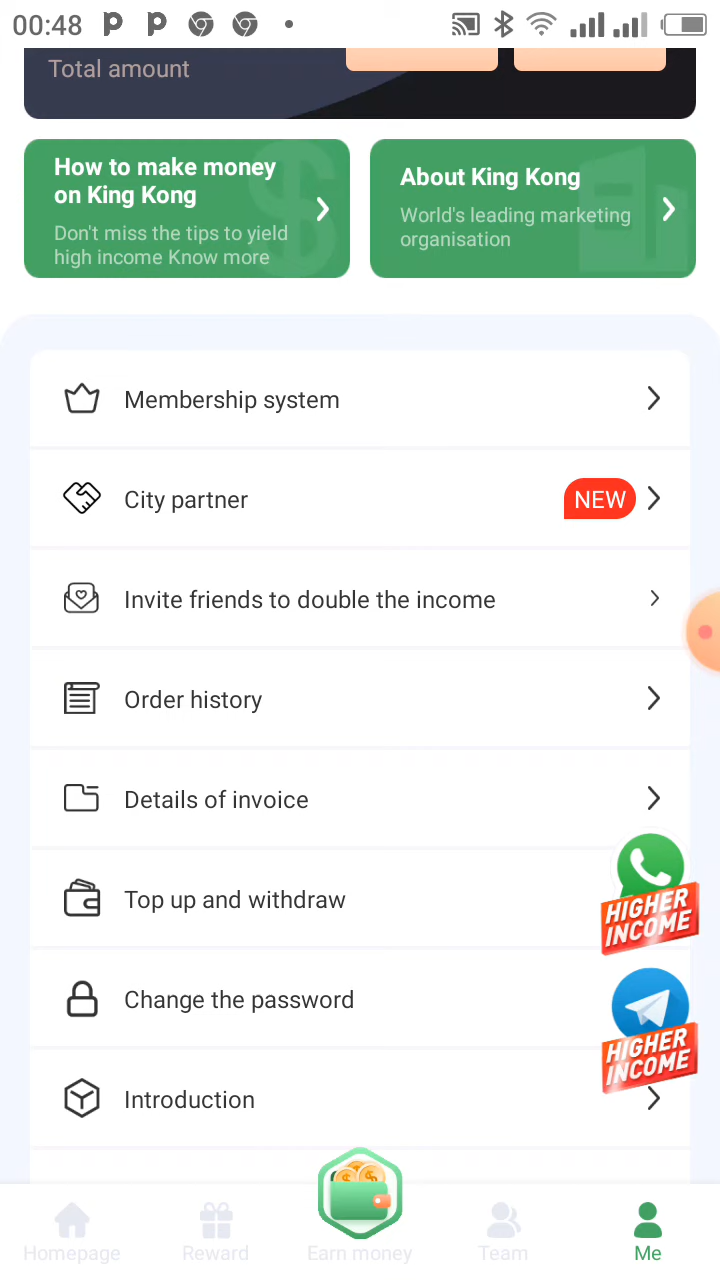 00:48
Total amount
How to make money
on King Kong
Don't miss the tips to yield
high income Know more
About King Kong
World's leading marketing
organisation
Membership system
City partner
NEW
Invite friends to double the income
Order history
Details of invoice
Top up and withdraw
HIGHER
INCOME
Change the password
HIGHER
INCOME
Introduction
Homepage
Reward
Earn money
Team
Me